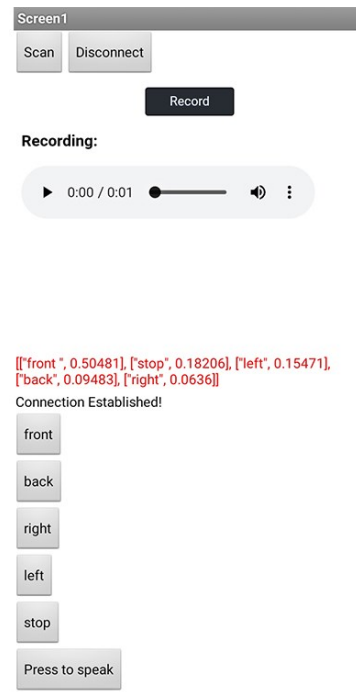 Screen1
Scan Disconnect
Record
Recording:
0:00 / 0:01
[["front ", 0.50481], ["stop", 0.18206], ["left", 0.15471],
["back", 0.09483], ["right", 0.0636]]
Connection Established!
front
back
right
left
stop
Press to speak